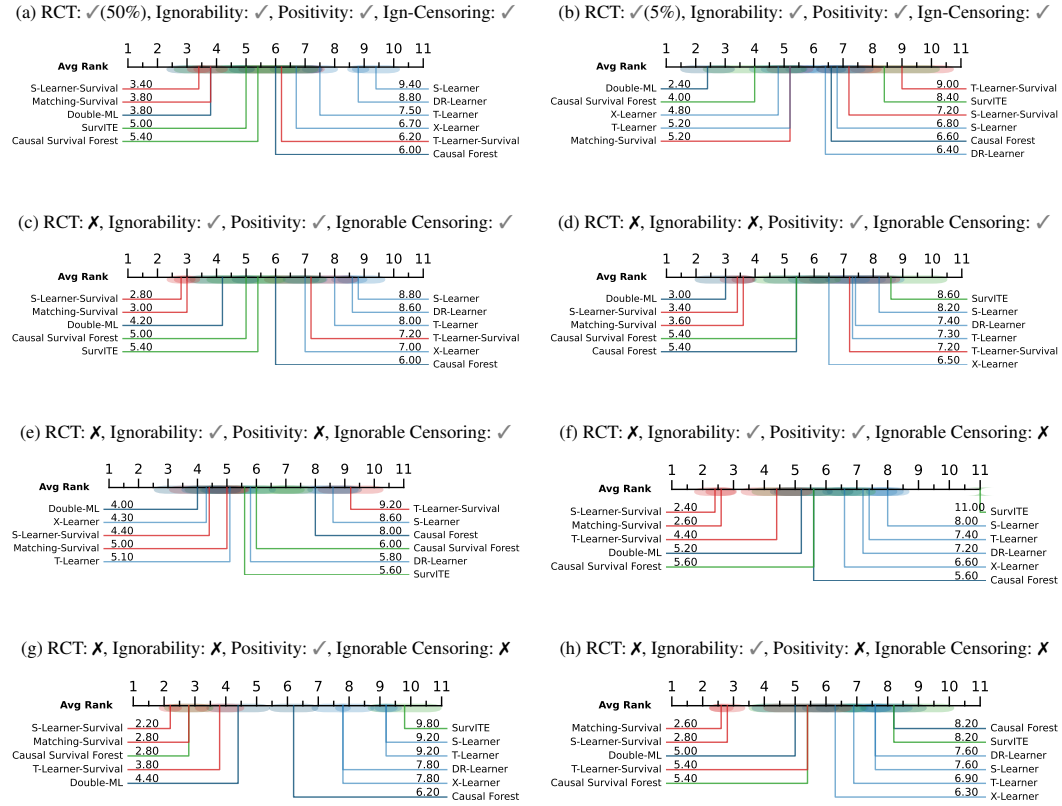 (a) RCT: ✓(50%), Ignorability: ✓, Positivity: ✓, Ign-Censoring: ✓
1 2 3 4 5 6 7 8 9 10 11
Avg Rank
S-Learner-Survival 3.40
Matching-Survival 3.80
Double-ML 3.80
SurvITE 5.00
Causal Survival Forest 5.40
9.40 S-Learner
8.80 DR-Learner
7.50 T-Learner
6.70 X-Learner
6.20 T-Learner-Survival
6.00 Causal Forest
(b) RCT: ✓(5%), Ignorability: ✓, Positivity: ✓, Ign-Censoring: ✓
1 2 3 4 5 6 7 8 9 10 11
Avg Rank
Double-ML 2.40
Causal Survival Forest 4.00
X-Learner 4.80
T-Learner 5.20
Matching-Survival 5.20
9.00 T-Learner-Survival
8.40 SurvITE
7.20 S-Learner-Survival
6.80 S-Learner
6.60 Causal Forest
6.40 DR-Learner
(c) RCT: ✗, Ignorability: ✓, Positivity: ✓, Ignorable Censoring: ✓
1 2 3 4 5 6 7 8 9 10 11
Avg Rank
S-Learner-Survival 2.80
Matching-Survival 3.00
Double-ML 4.20
Causal Survival Forest 5.00
SurvITE 5.40
8.80 S-Learner
8.60 DR-Learner
8.00 T-Learner
7.20 T-Learner-Survival
7.00 X-Learner
6.00 Causal Forest
(d) RCT: ✗, Ignorability: ✗, Positivity: ✓, Ignorable Censoring: ✓
1 2 3 4 5 6 7 8 9 10 11
Avg Rank
Double-ML 3.00
S-Learner-Survival 3.40
Matching-Survival 3.60
Causal Survival Forest 5.40
Causal Forest 5.40
8.60 SurvITE
8.20 S-Learner
7.40 DR-Learner
7.30 T-Learner
7.20 T-Learner-Survival
6.50 X-Learner
(e) RCT: ✗, Ignorability: ✓, Positivity: ✗, Ignorable Censoring: ✓
1 2 3 4 5 6 7 8 9 10 11
Avg Rank
Double-ML 4.00
X-Learner 4.30
S-Learner-Survival 4.40
Matching-Survival 5.00
T-Learner 5.10
9.20 T-Learner-Survival
8.60 S-Learner
8.00 Causal Forest
6.00 Causal Survival Forest
5.80 DR-Learner
5.60 SurvITE
(f) RCT: ✗, Ignorability: ✓, Positivity: ✓, Ignorable Censoring: ✗
1 2 3 4 5 6 7 8 9 10 11
Avg Rank
S-Learner-Survival 2.40
Matching-Survival 2.60
T-Learner-Survival 4.40
Double-ML 5.20
Causal Survival Forest 5.60
11.00 SurvITE
8.00 S-Learner
7.40 T-Learner
7.20 DR-Learner
6.60 X-Learner
5.60 Causal Forest
(g) RCT: ✗, Ignorability: ✗, Positivity: ✓, Ignorable Censoring: ✗
1 2 3 4 5 6 7 8 9 10 11
Avg Rank
S-Learner-Survival 2.20
Matching-Survival 2.80
Causal Survival Forest 2.80
T-Learner-Survival 3.80
Double-ML 4.40
9.80 SurvITE
9.20 S-Learner
9.20 T-Learner
7.80 DR-Learner
7.80 X-Learner
6.20 Causal Forest
(h) RCT: ✗, Ignorability: ✓, Positivity: ✗, Ignorable Censoring: ✗
1 2 3 4 5 6 7 8 9 10 11
Avg Rank
Matching-Survival 2.60
S-Learner-Survival 2.80
Double-ML 5.00
T-Learner-Survival 5.40
Causal Survival Forest 5.40
8.20 Causal Forest
8.20 SurvITE
7.60 DR-Learner
7.60 S-Learner
6.90 T-Learner
6.30 X-Learner